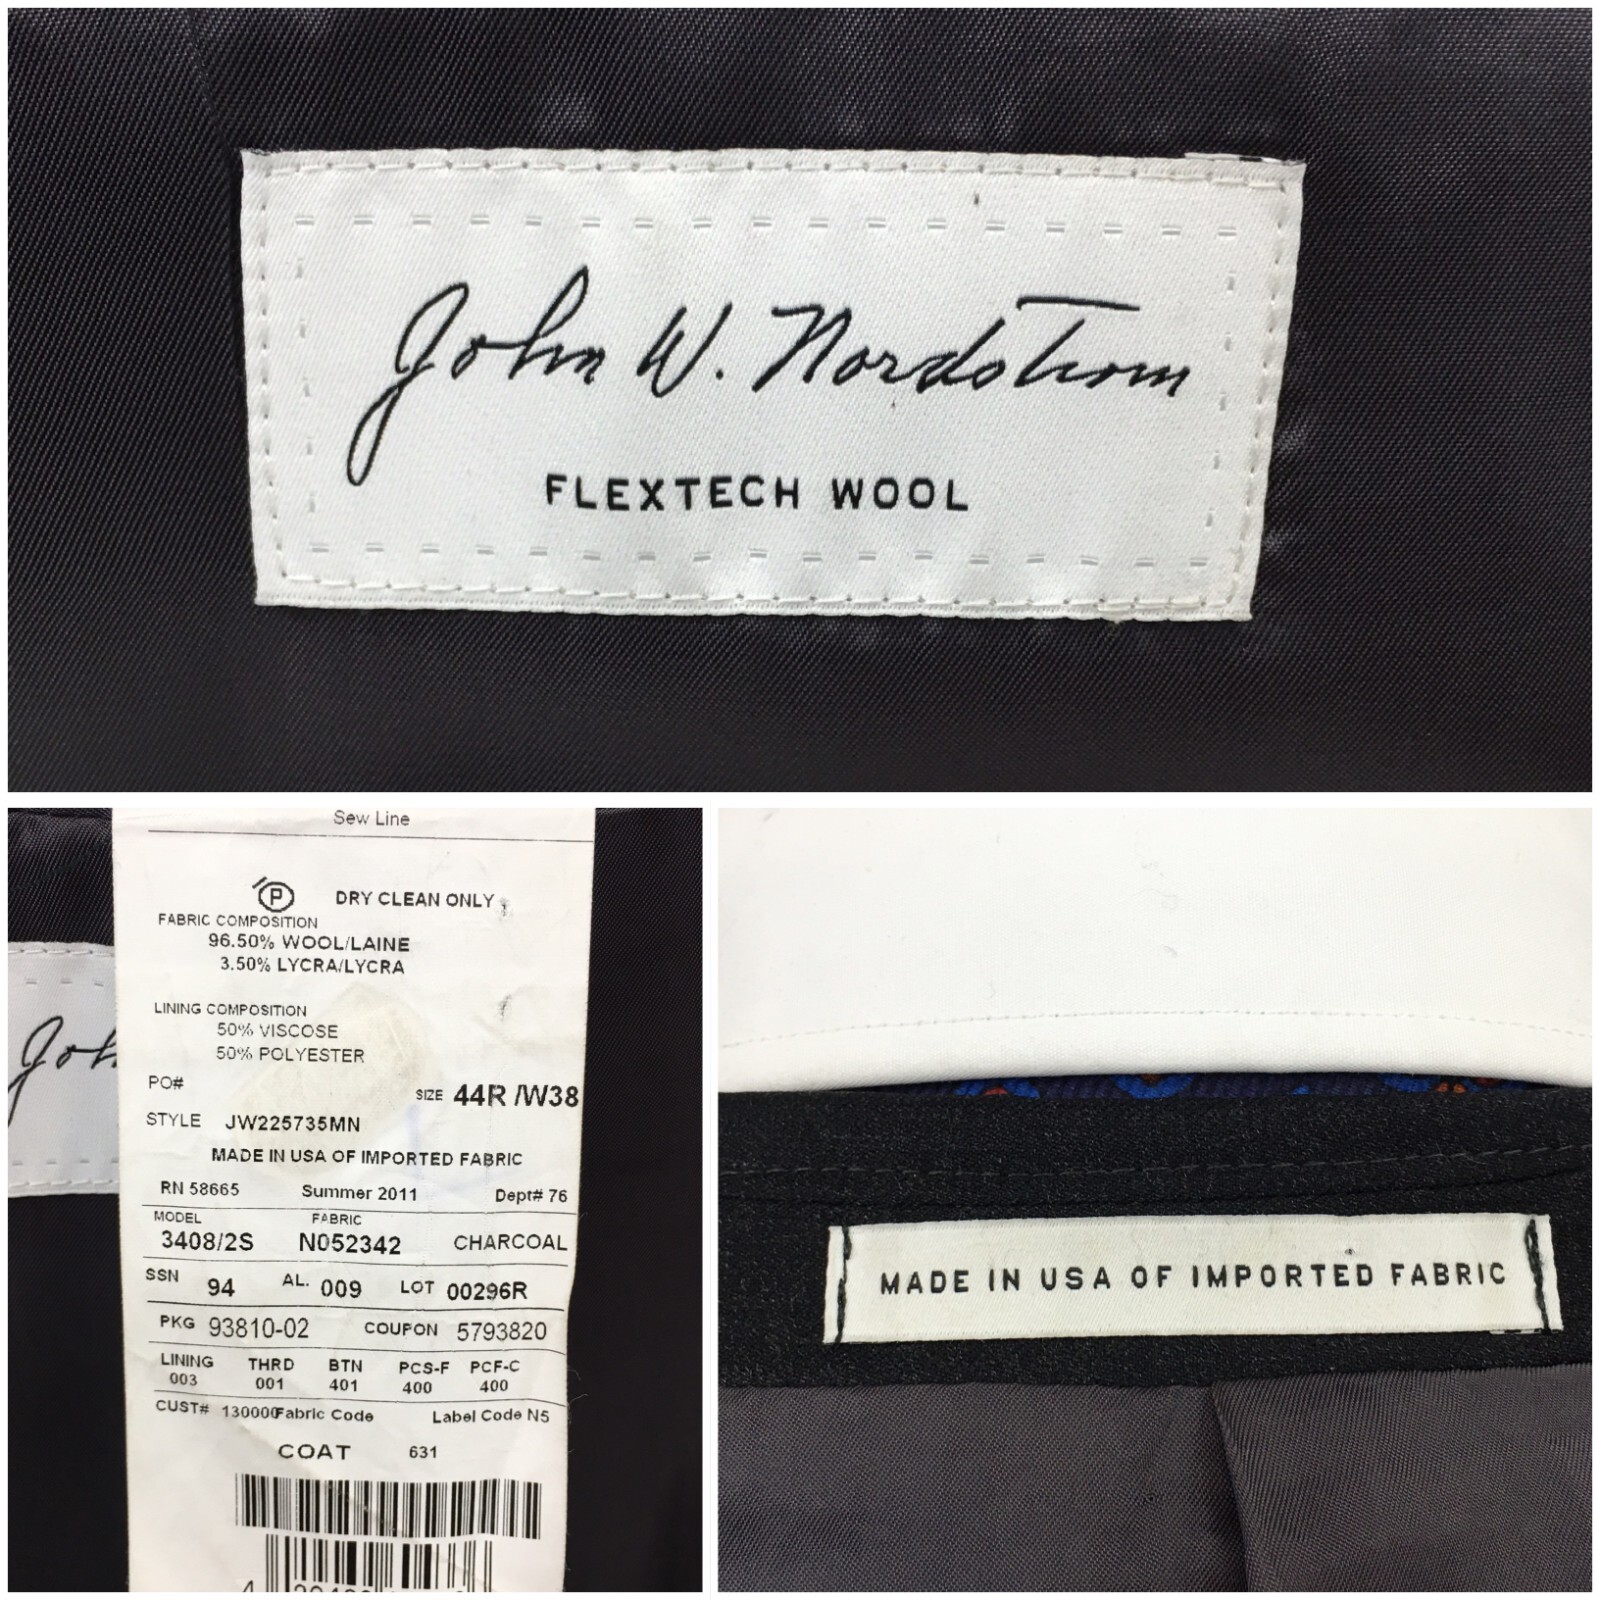 John W. Nordstrom
FLEXTECH WOOL
Sew Line
P DRY CLEAN ONLY
FABRIC COMPOSITION
96.50% WOOL/LAINE
3.50% LYCRA/LYCRA
LINING COMPOSITION
50% VISCOSE
50% POLYESTER
PO# SIZE 44R /W38
STYLE JW225735MN
MADE IN USA OF IMPORTED FABRIC
RN 58665 Summer 2011 Dept# 76
MODEL FABRIC
3408/2S N052342 CHARCOAL
SSN 94 AL. 009 LOT 00296R
PKG 93810-02 COUPON 5793820
LINING THRD BTN PCS-F PCF-C
003 001 401 400 400
CUST# 130000 Fabric Code Label Code N5
COAT 631
Joh
MADE IN USA OF IMPORTED FABRIC